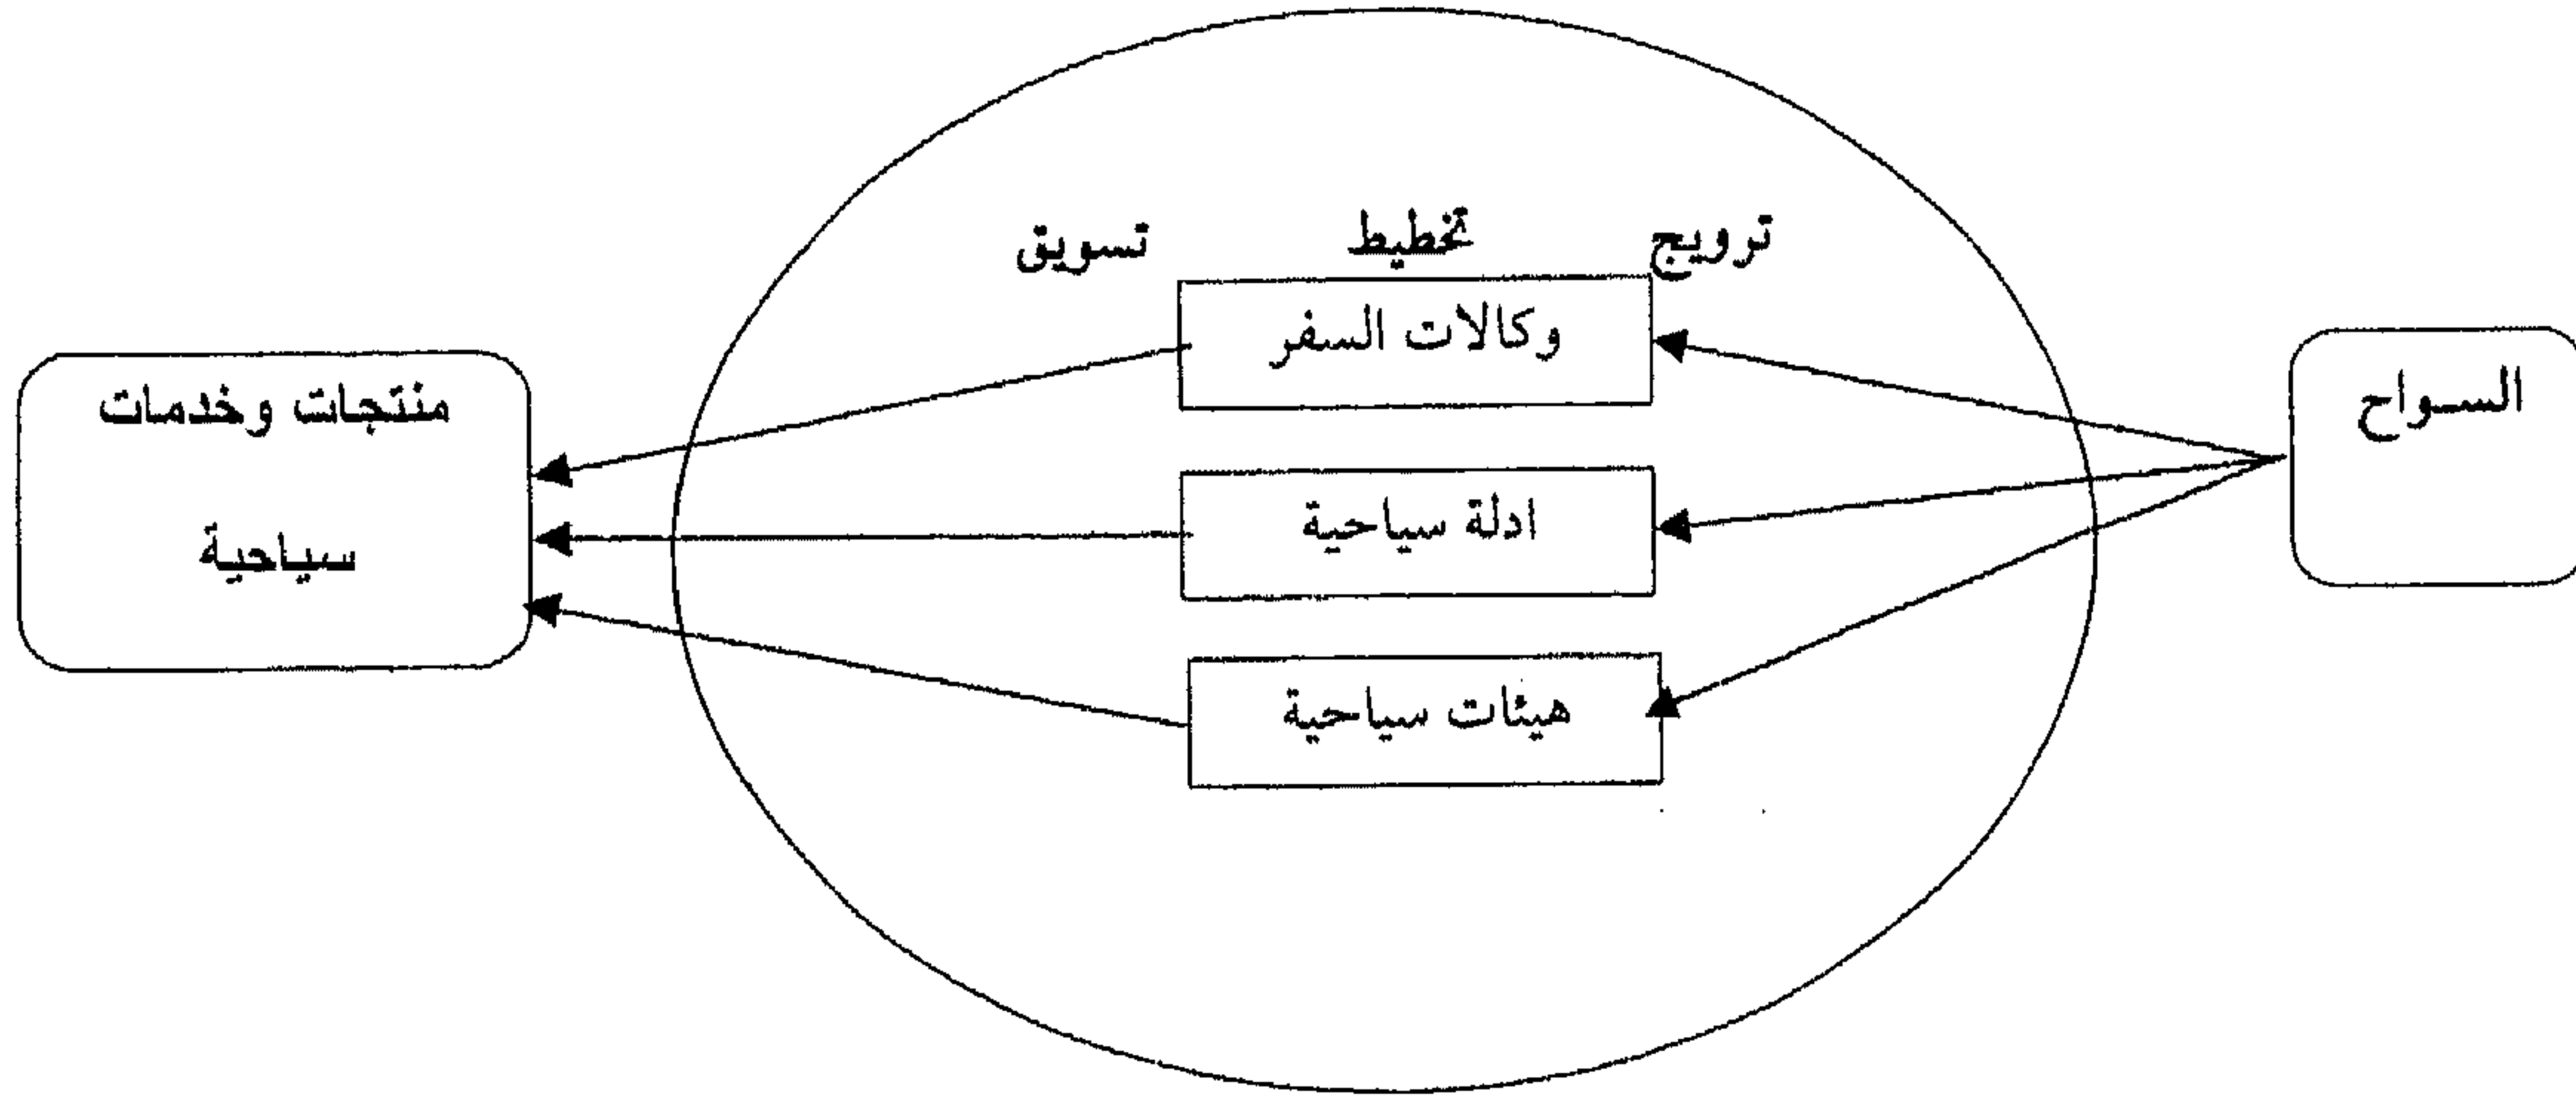 ترويج تخطيط تسويق
السواح
وكالات السفر
ادلة سياحية
هيئات سياحية
منتجات وخدمات
سياحية